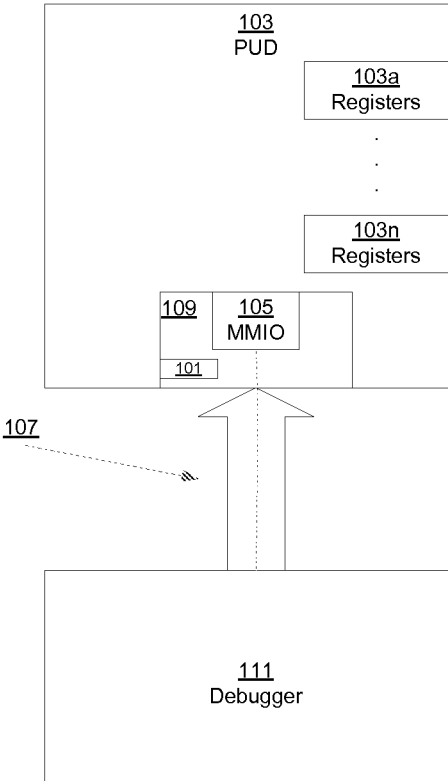 103
PUD
103a
Registers
.
.
.
103n
Registers
109
105
MMIO
101
107
111
Debugger